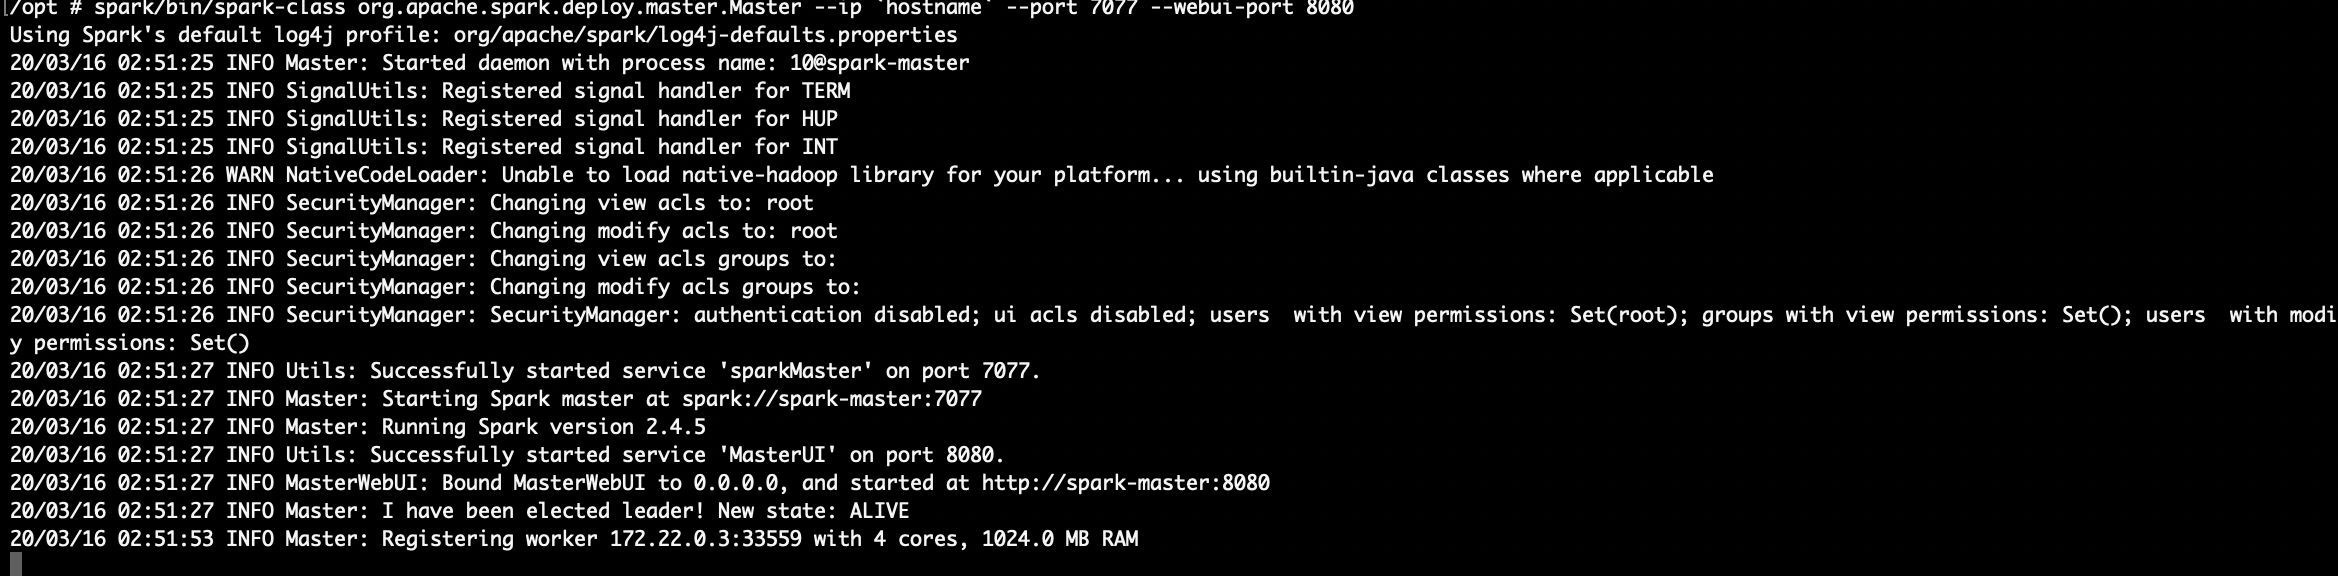 /opt # spark/bin/spark-class org.apache.spark.deploy.master.Master --ip `hostname` --port 7077 --webui-port 8080
Using Spark's default log4j profile: org/apache/spark/log4j-defaults.properties
20/03/16 02:51:25 INFO Master: Started daemon with process name: 10@spark-master
20/03/16 02:51:25 INFO SignalUtils: Registered signal handler for TERM
20/03/16 02:51:25 INFO SignalUtils: Registered signal handler for HUP
20/03/16 02:51:25 INFO SignalUtils: Registered signal handler for INT
20/03/16 02:51:26 WARN NativeCodeLoader: Unable to load native-hadoop library for your platform... using builtin-java classes where applicable
20/03/16 02:51:26 INFO SecurityManager: Changing view acls to: root
20/03/16 02:51:26 INFO SecurityManager: Changing modify acls to: root
20/03/16 02:51:26 INFO SecurityManager: Changing view acls groups to:
20/03/16 02:51:26 INFO SecurityManager: Changing modify acls groups to:
20/03/16 02:51:26 INFO SecurityManager: SecurityManager: authentication disabled; ui acls disabled; users  with view permissions: Set(root); groups with view permissions: Set(); users  with modi
y permissions: Set()
20/03/16 02:51:27 INFO Utils: Successfully started service 'sparkMaster' on port 7077.
20/03/16 02:51:27 INFO Master: Starting Spark master at spark://spark-master:7077
20/03/16 02:51:27 INFO Master: Running Spark version 2.4.5
20/03/16 02:51:27 INFO Utils: Successfully started service 'MasterUI' on port 8080.
20/03/16 02:51:27 INFO MasterWebUI: Bound MasterWebUI to 0.0.0.0, and started at http://spark-master:8080
20/03/16 02:51:27 INFO Master: I have been elected leader! New state: ALIVE
20/03/16 02:51:53 INFO Master: Registering worker 172.22.0.3:33559 with 4 cores, 1024.0 MB RAM